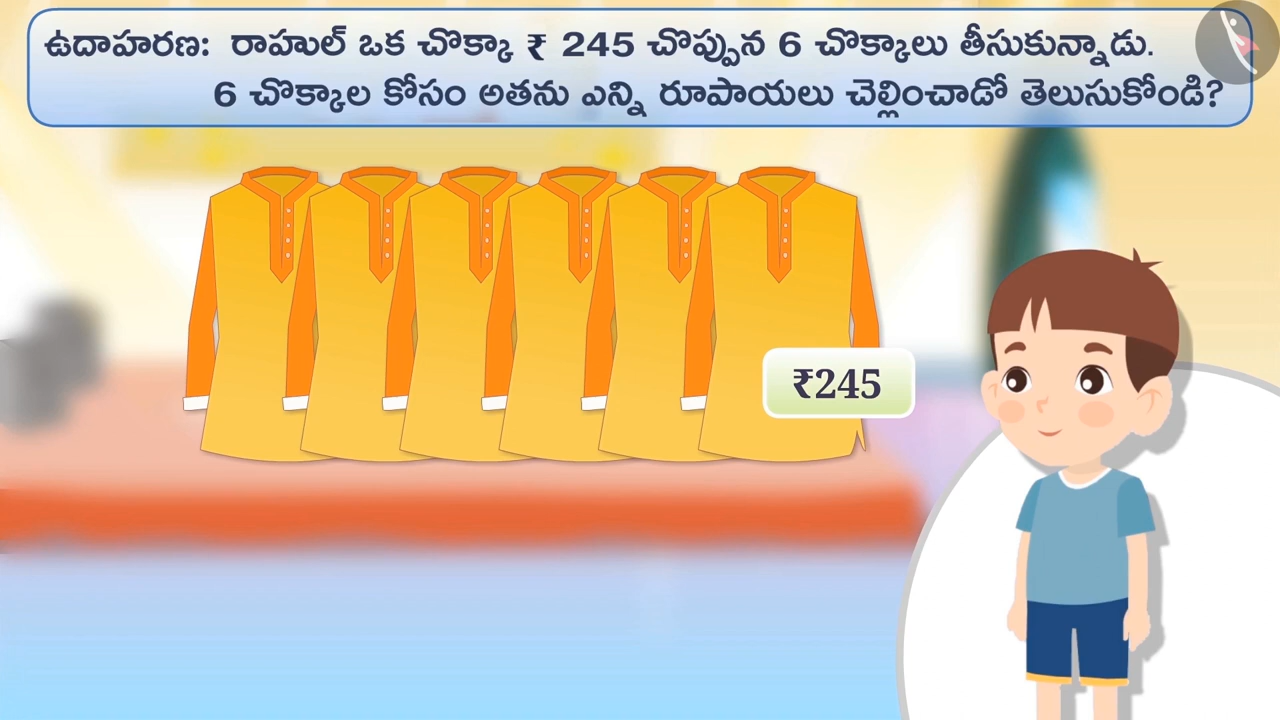 ఉదాహరణ: రాహుల్ ఒక చొక్కా ₹ 245 చొప్పున 6 చొక్కాలు తీసుకున్నాడు.
6 చొక్కాల కోసం అతను ఎన్ని రూపాయలు చెల్లించాడో తెలుసుకోండి?
₹245